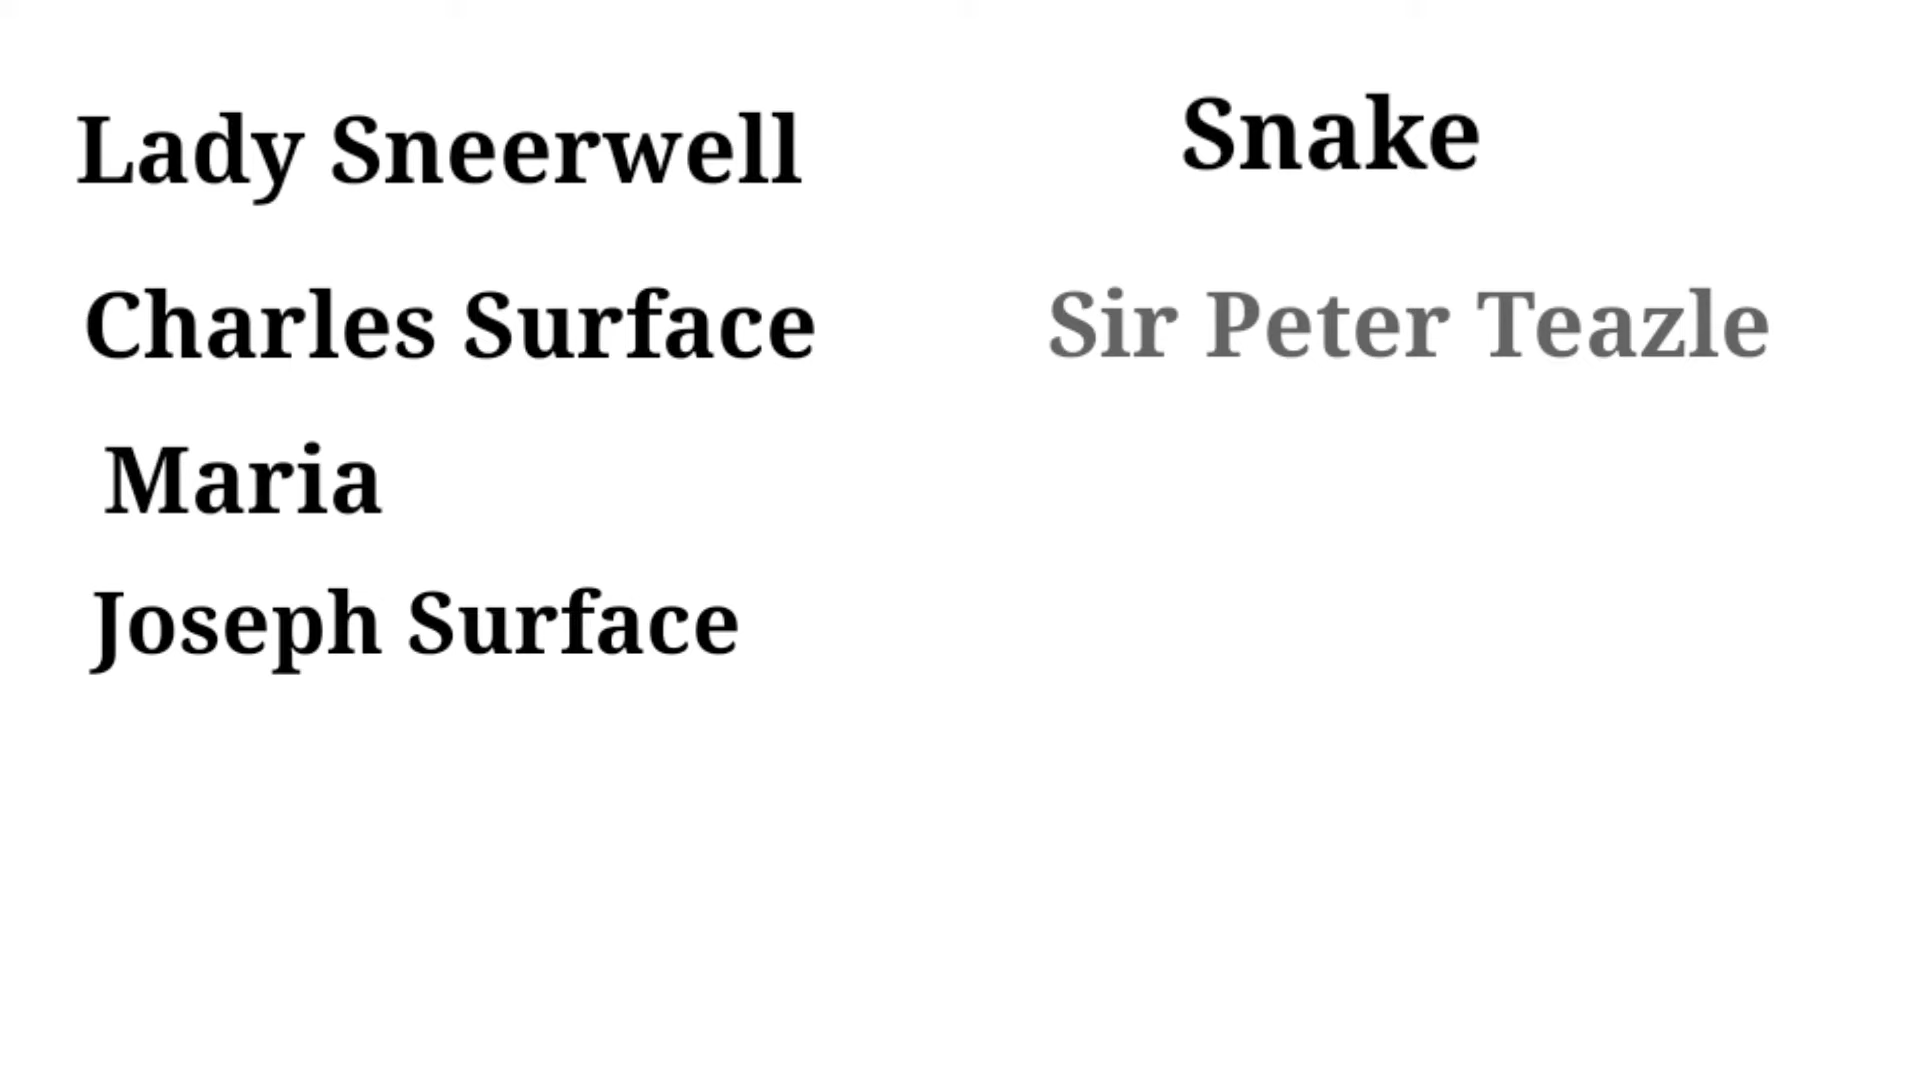 Lady Sneerwell
Charles Surface
Maria
Joseph Surface
Snake
Sir Peter Teazle